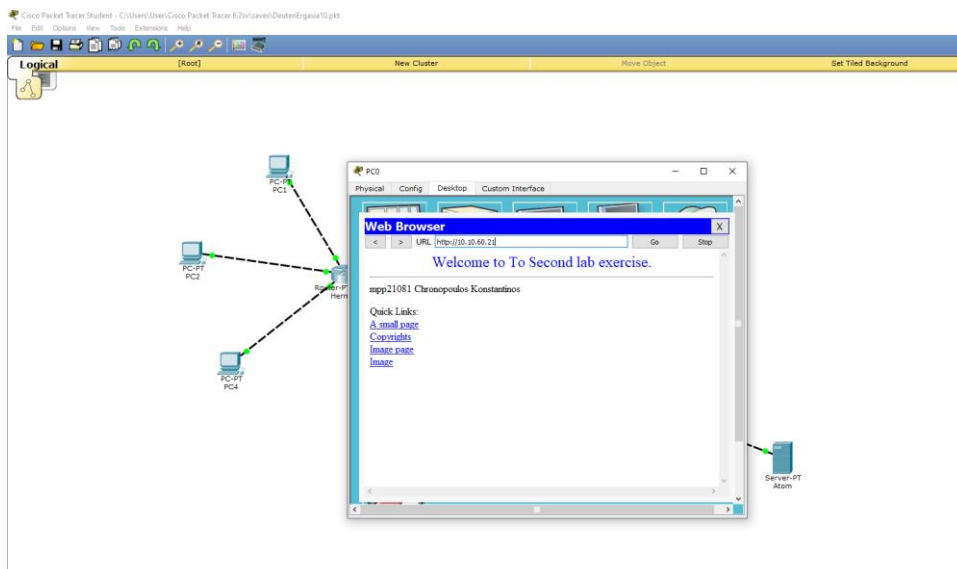 Cisco Packet Tracer Student - C:\Users\User\Cisco Packet Tracer 6.2sv\saves\DeuteriErgasia10.pkt
File Edit Options View Tools Extensions Help
Logical [Root] New Cluster Move Object Set Tiled Background
PC-PT
PC1
PC-PT
PC2
Router-PT
Herm
PC-PT
PC4
PC0
Physical Config Desktop Custom Interface
Web Browser X
< > URL http://10.10.60.21 Go Stop
Welcome to To Second lab exercise.
mpp21081 Chronopoulos Konstantinos
Quick Links:
A small page
Copyrights
Image page
Image
Server-PT
Atom